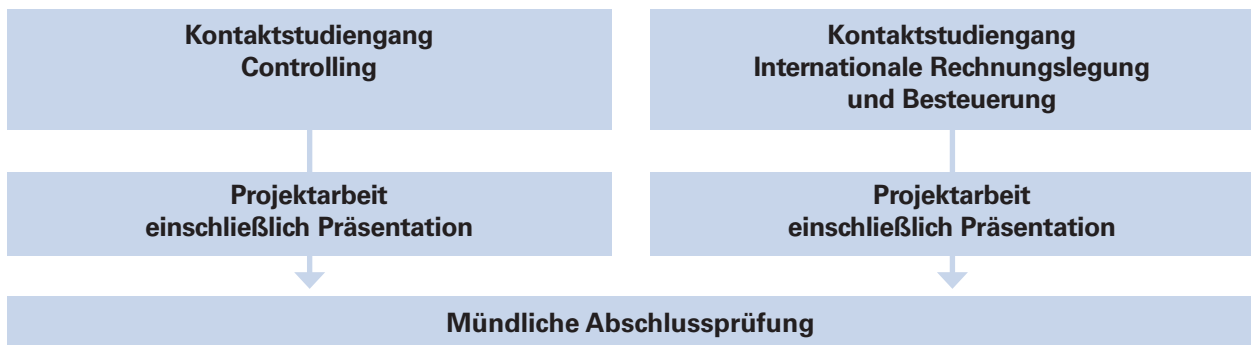 Kontaktstudiengang
Controlling
Kontaktstudiengang
Internationale Rechnungslegung
und Besteuerung
Projektarbeit
einschließlich Präsentation
Projektarbeit
einschließlich Präsentation
Mündliche Abschlussprüfung